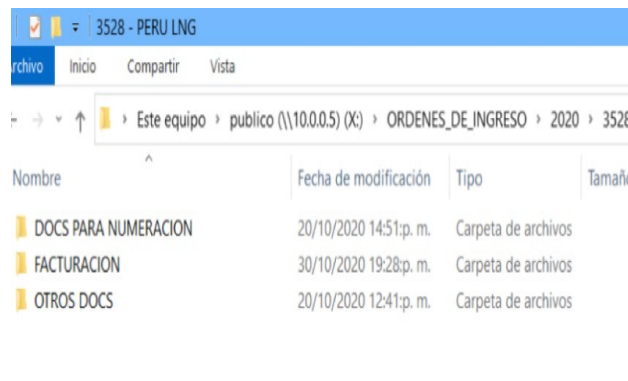 3528 - PERU LNG
Archivo Inicio Compartir Vista
Este equipo › publico (\\10.0.0.5) (X:) › ORDENES_DE_INGRESO › 2020 › 3528
Nombre Fecha de modificación Tipo Tamañ
DOCS PARA NUMERACION 20/10/2020 14:51:p. m. Carpeta de archivos
FACTURACION 30/10/2020 19:28:p. m. Carpeta de archivos
OTROS DOCS 20/10/2020 12:41:p. m. Carpeta de archivos